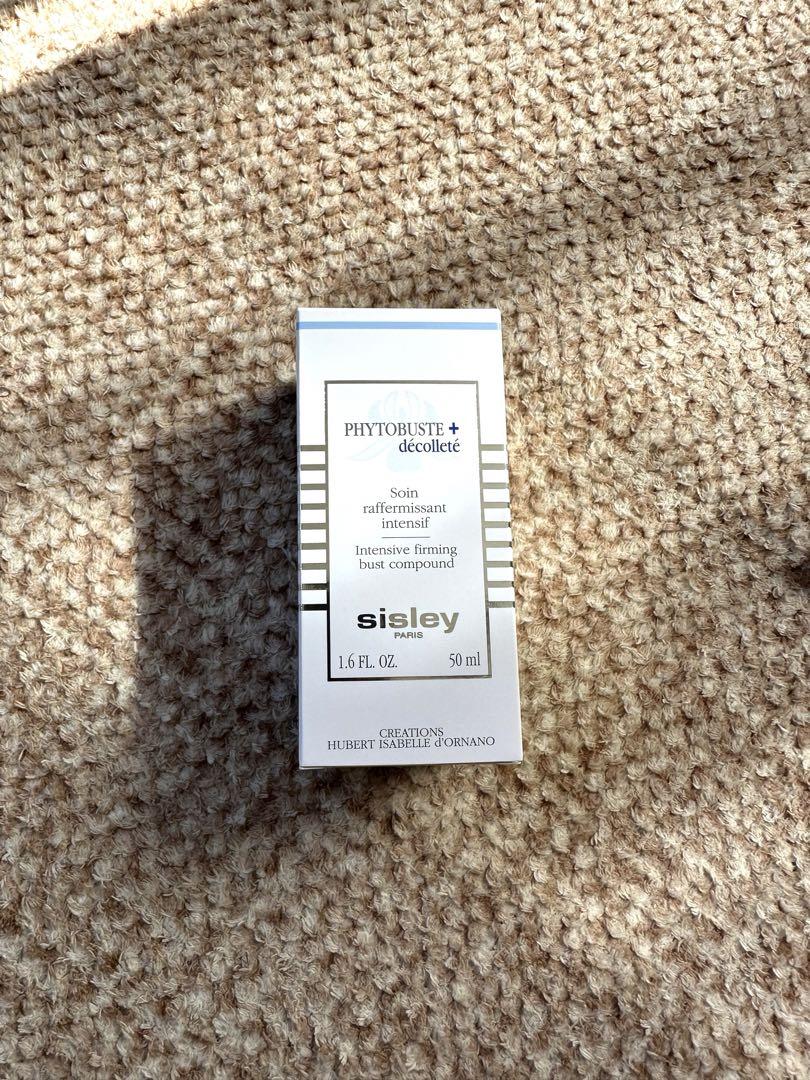 PHYTOBUSTE +
décolleté
Soin
raffermissant
intensif
Intensive firming
bust compound
sisley
PARIS
1.6 FL. OZ. 50 ml
CREATIONS
HUBERT ISABELLE d'ORNANO